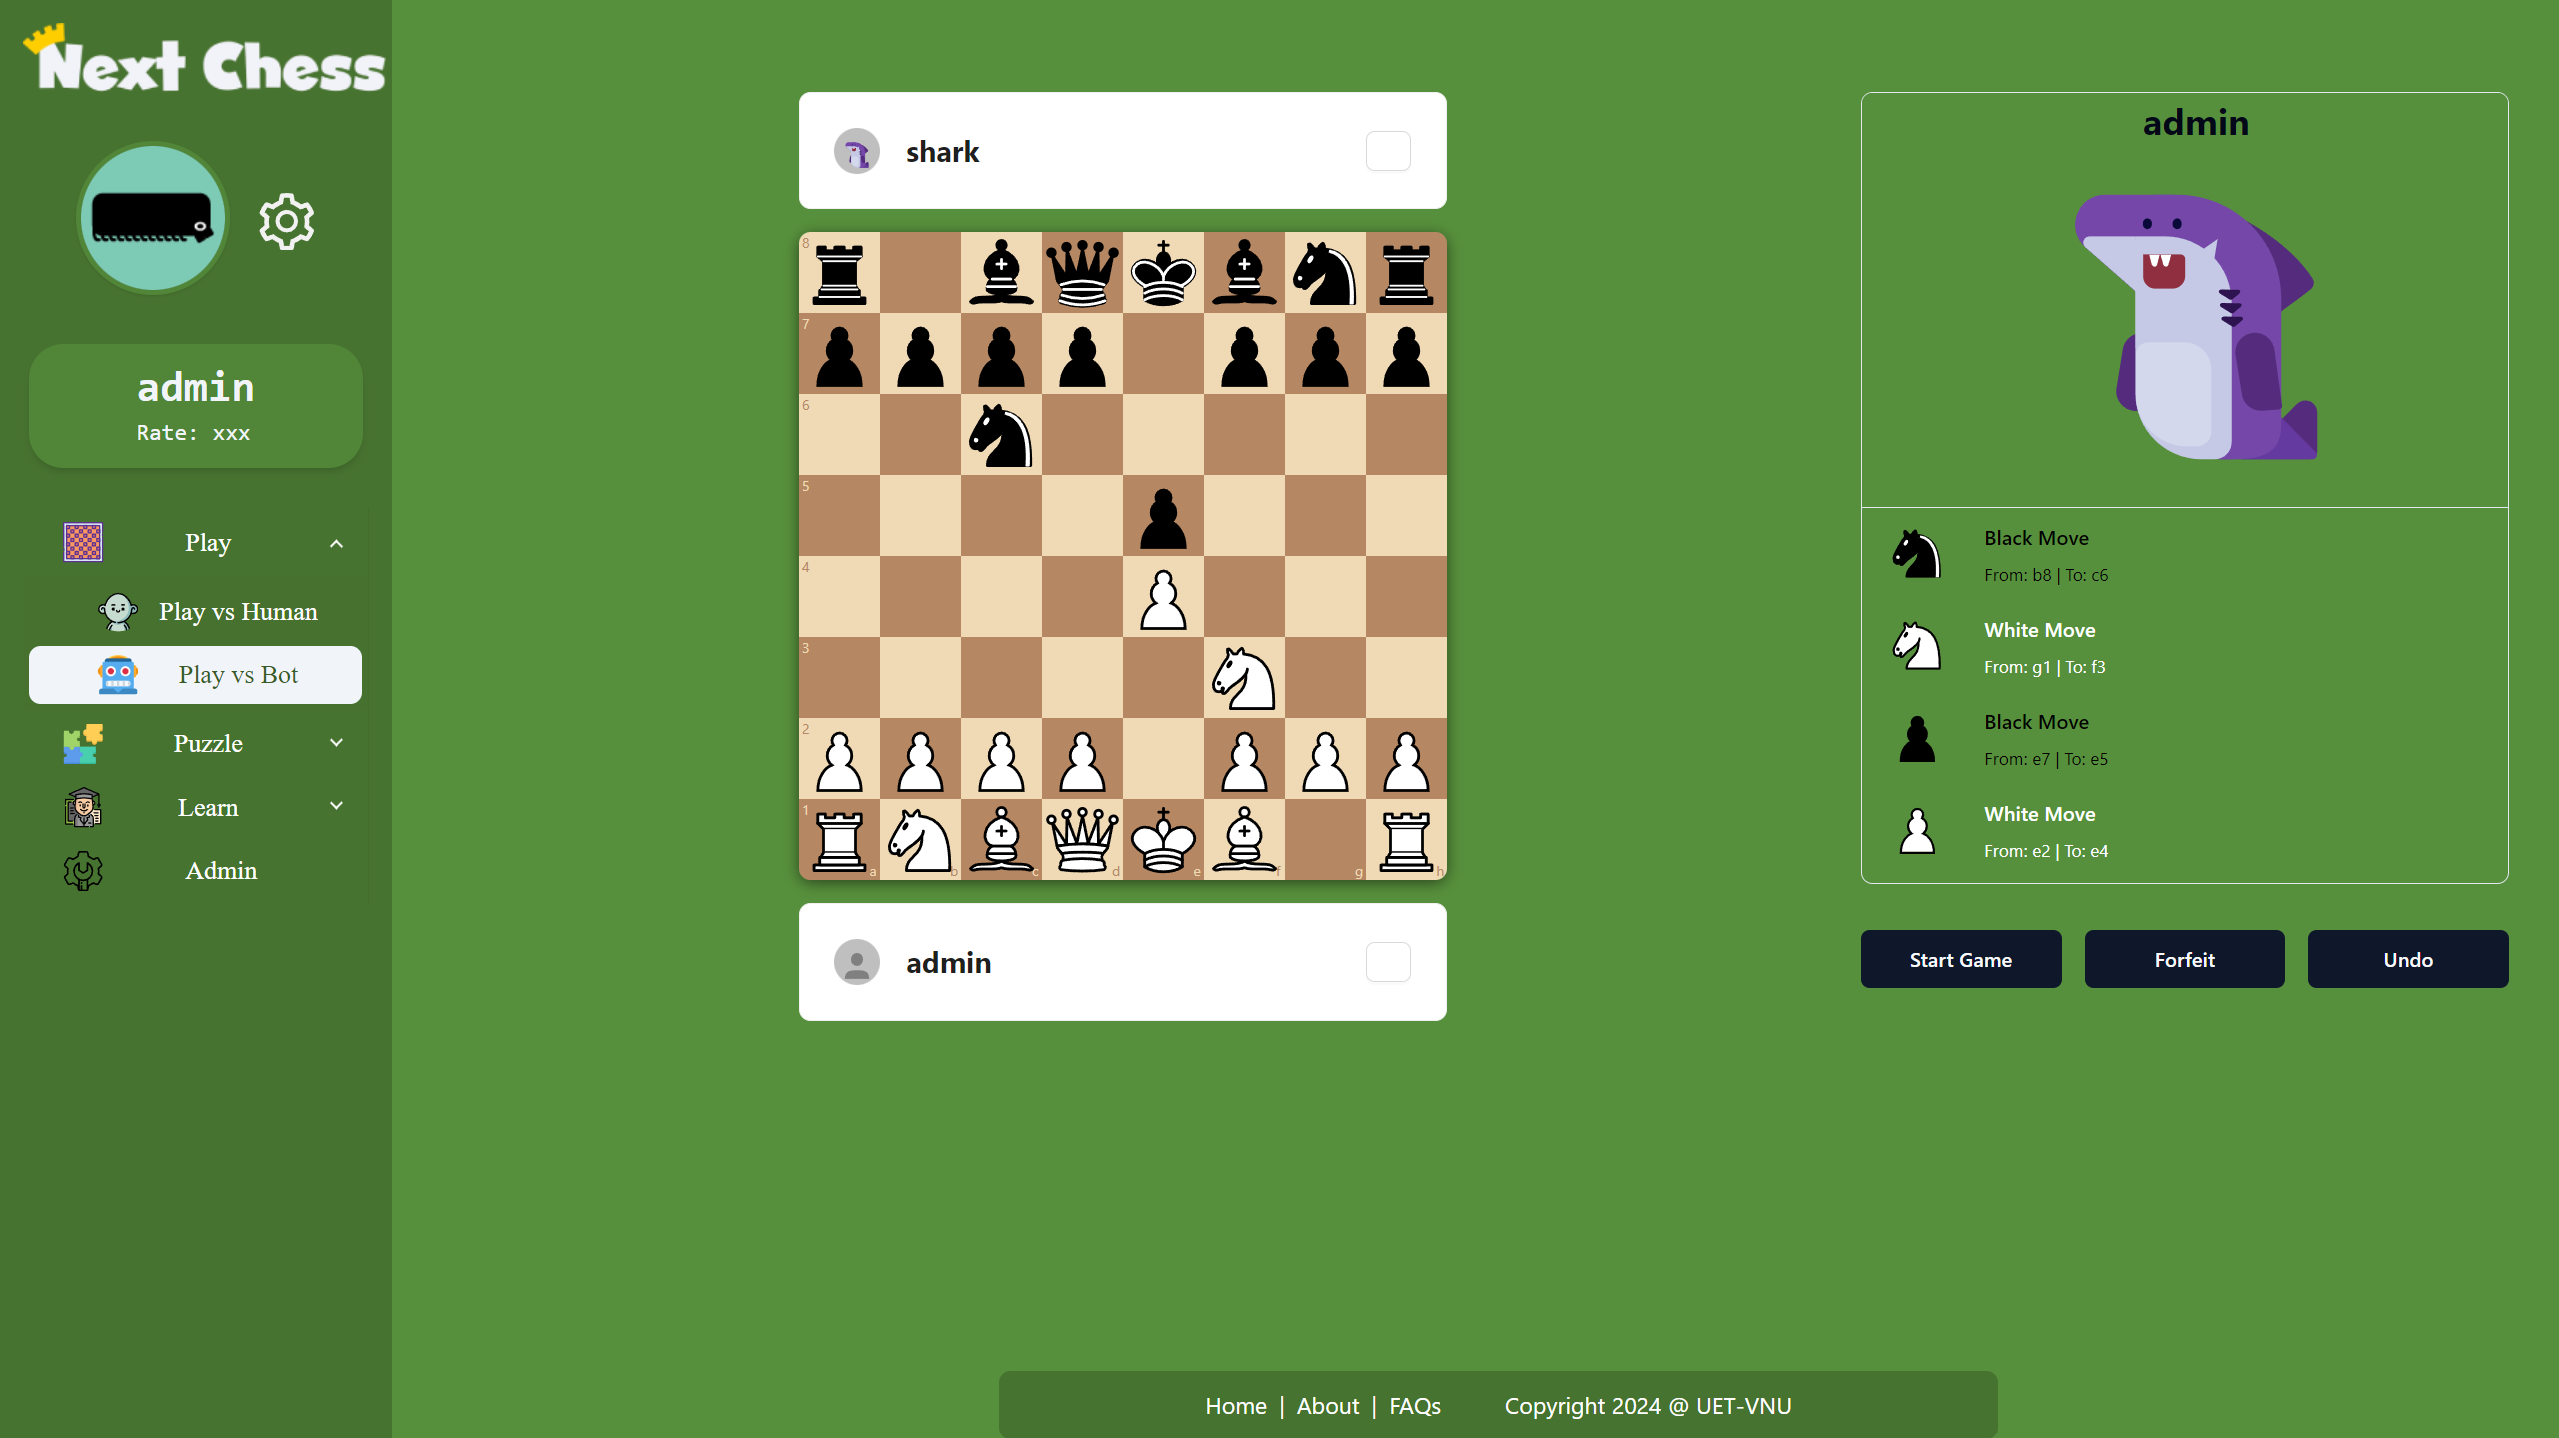 Next Chess
admin
Rate: xxx
Play
Play vs Human
Play vs Bot
Puzzle
Learn
Admin
shark
8
7
6
5
4
3
2
1
a
b
c
d
e
f
g
h
admin
admin
Black Move
From: b8 | To: c6
White Move
From: g1 | To: f3
Black Move
From: e7 | To: e5
White Move
From: e2 | To: e4
Start Game
Forfeit
Undo
Home | About | FAQs Copyright 2024 @ UET-VNU